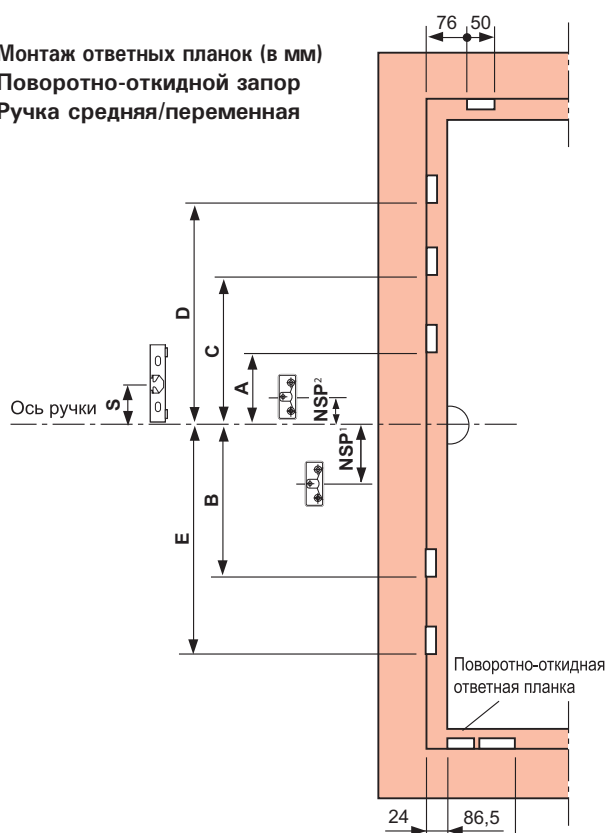 Монтаж ответных планок (в мм)
Поворотно-откидной запор
Ручка средняя/переменная
76 50
D
C
A
S
NSP²
Ось ручки
NSP¹
B
E
Поворотно-откидная
ответная планка
24 86,5